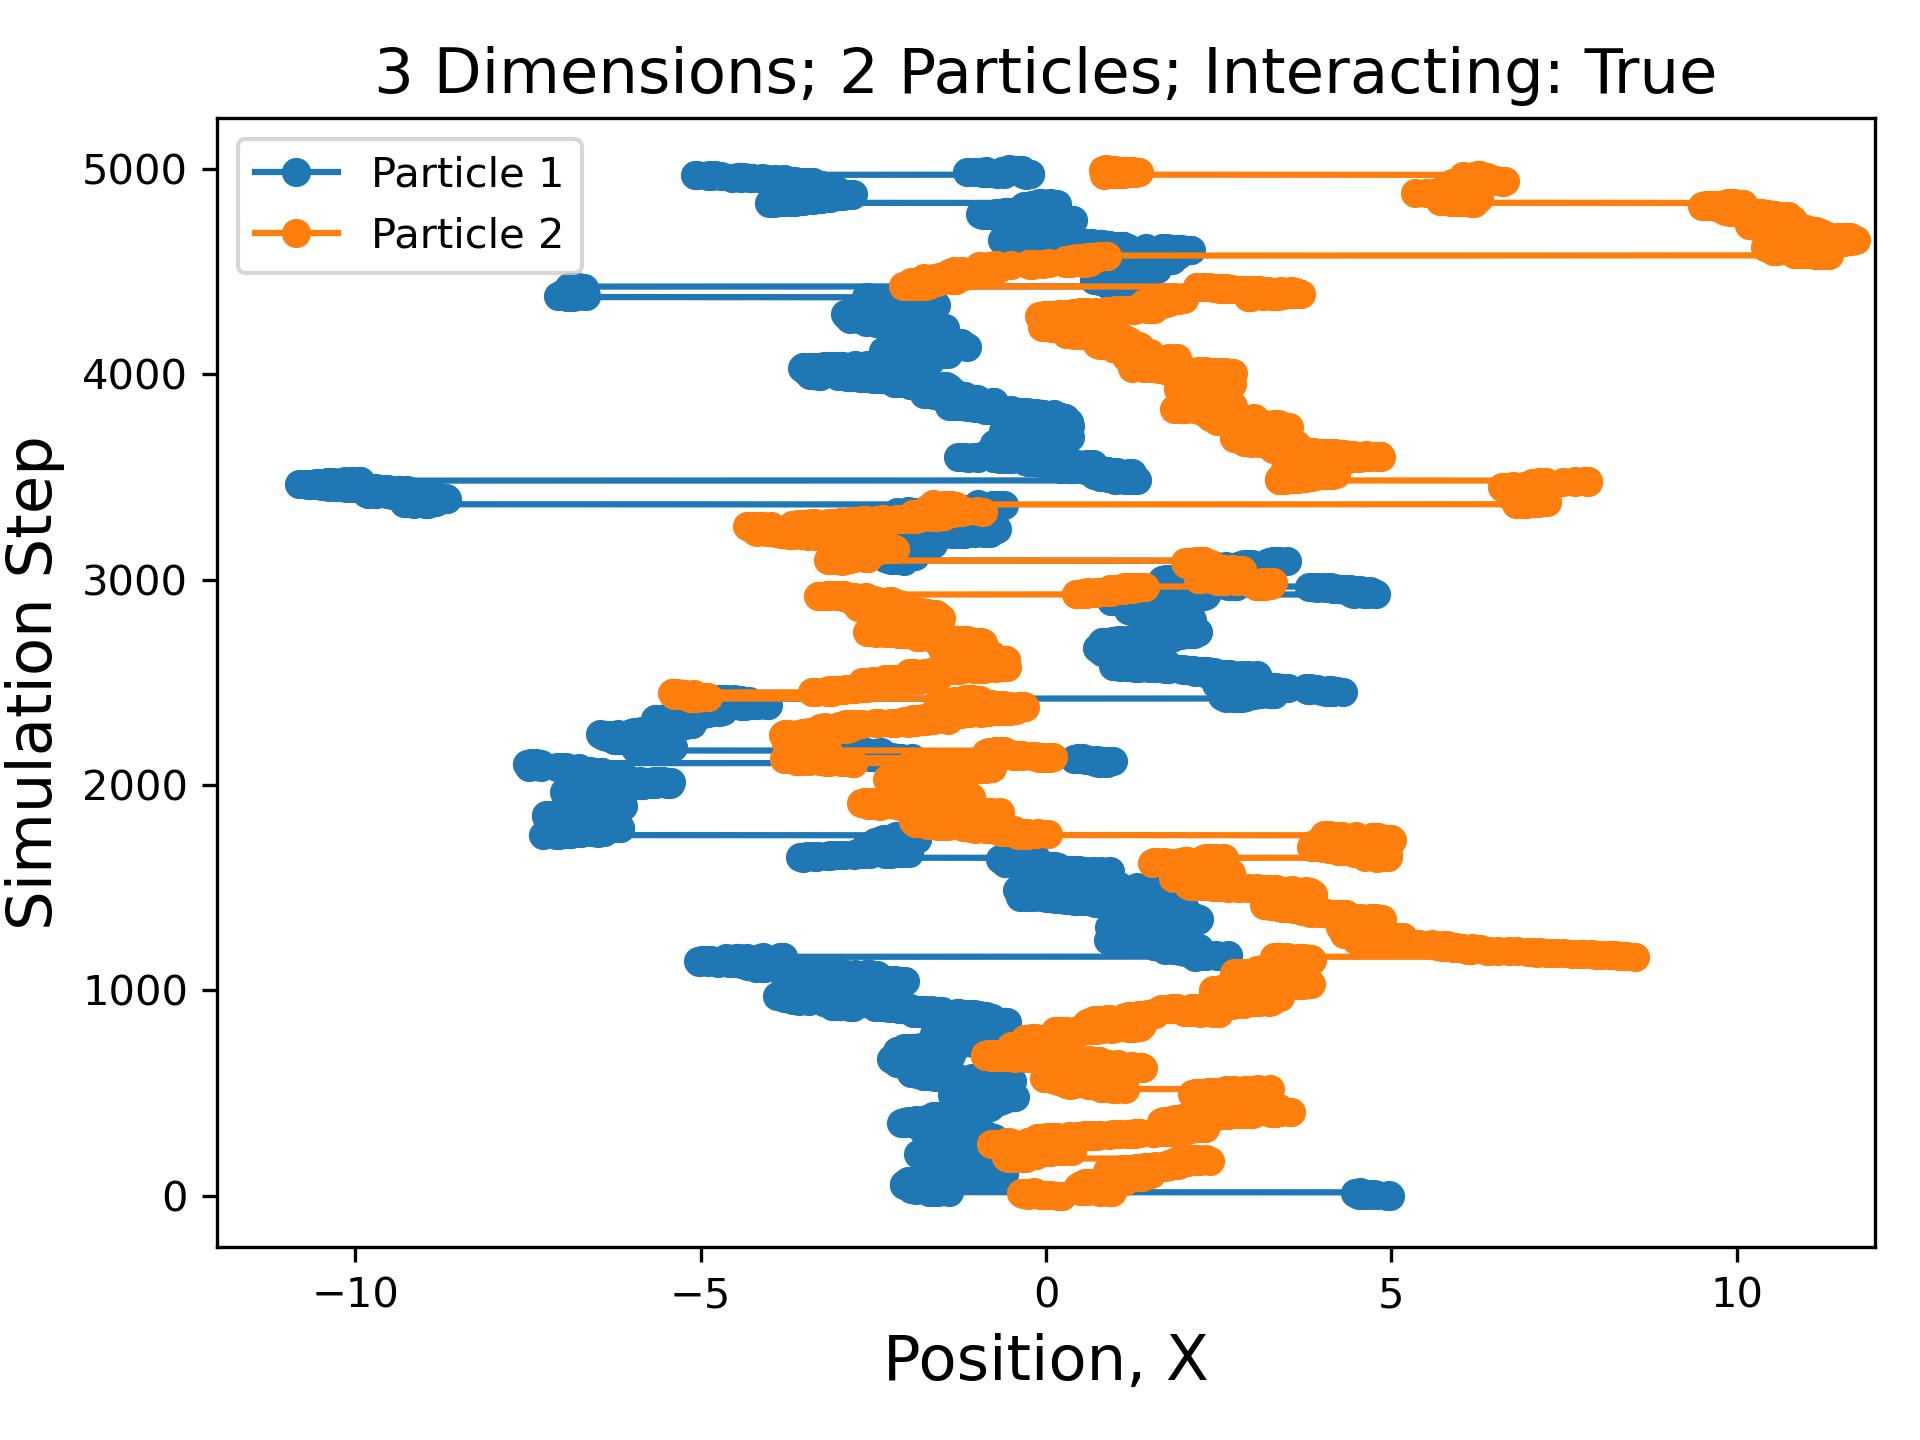 3 Dimensions; 2 Particles; Interacting: True
Particle 1
Particle 2
5000
4000
3000
2000
1000
0
Simulation Step
−10 −5 0 5 10
Position, X